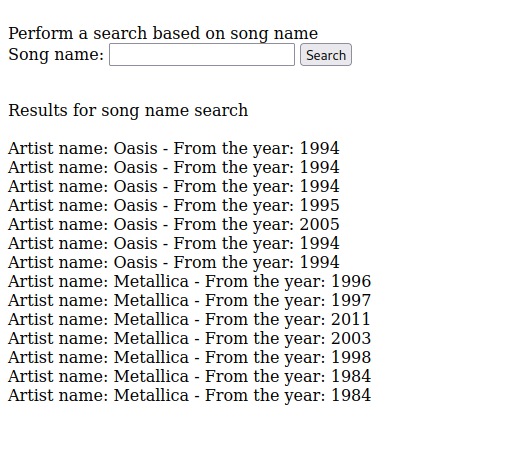 Perform a search based on song name
Song name: Search
Results for song name search
Artist name: Oasis - From the year: 1994
Artist name: Oasis - From the year: 1994
Artist name: Oasis - From the year: 1994
Artist name: Oasis - From the year: 1995
Artist name: Oasis - From the year: 2005
Artist name: Oasis - From the year: 1994
Artist name: Oasis - From the year: 1994
Artist name: Metallica - From the year: 1996
Artist name: Metallica - From the year: 1997
Artist name: Metallica - From the year: 2011
Artist name: Metallica - From the year: 2003
Artist name: Metallica - From the year: 1998
Artist name: Metallica - From the year: 1984
Artist name: Metallica - From the year: 1984